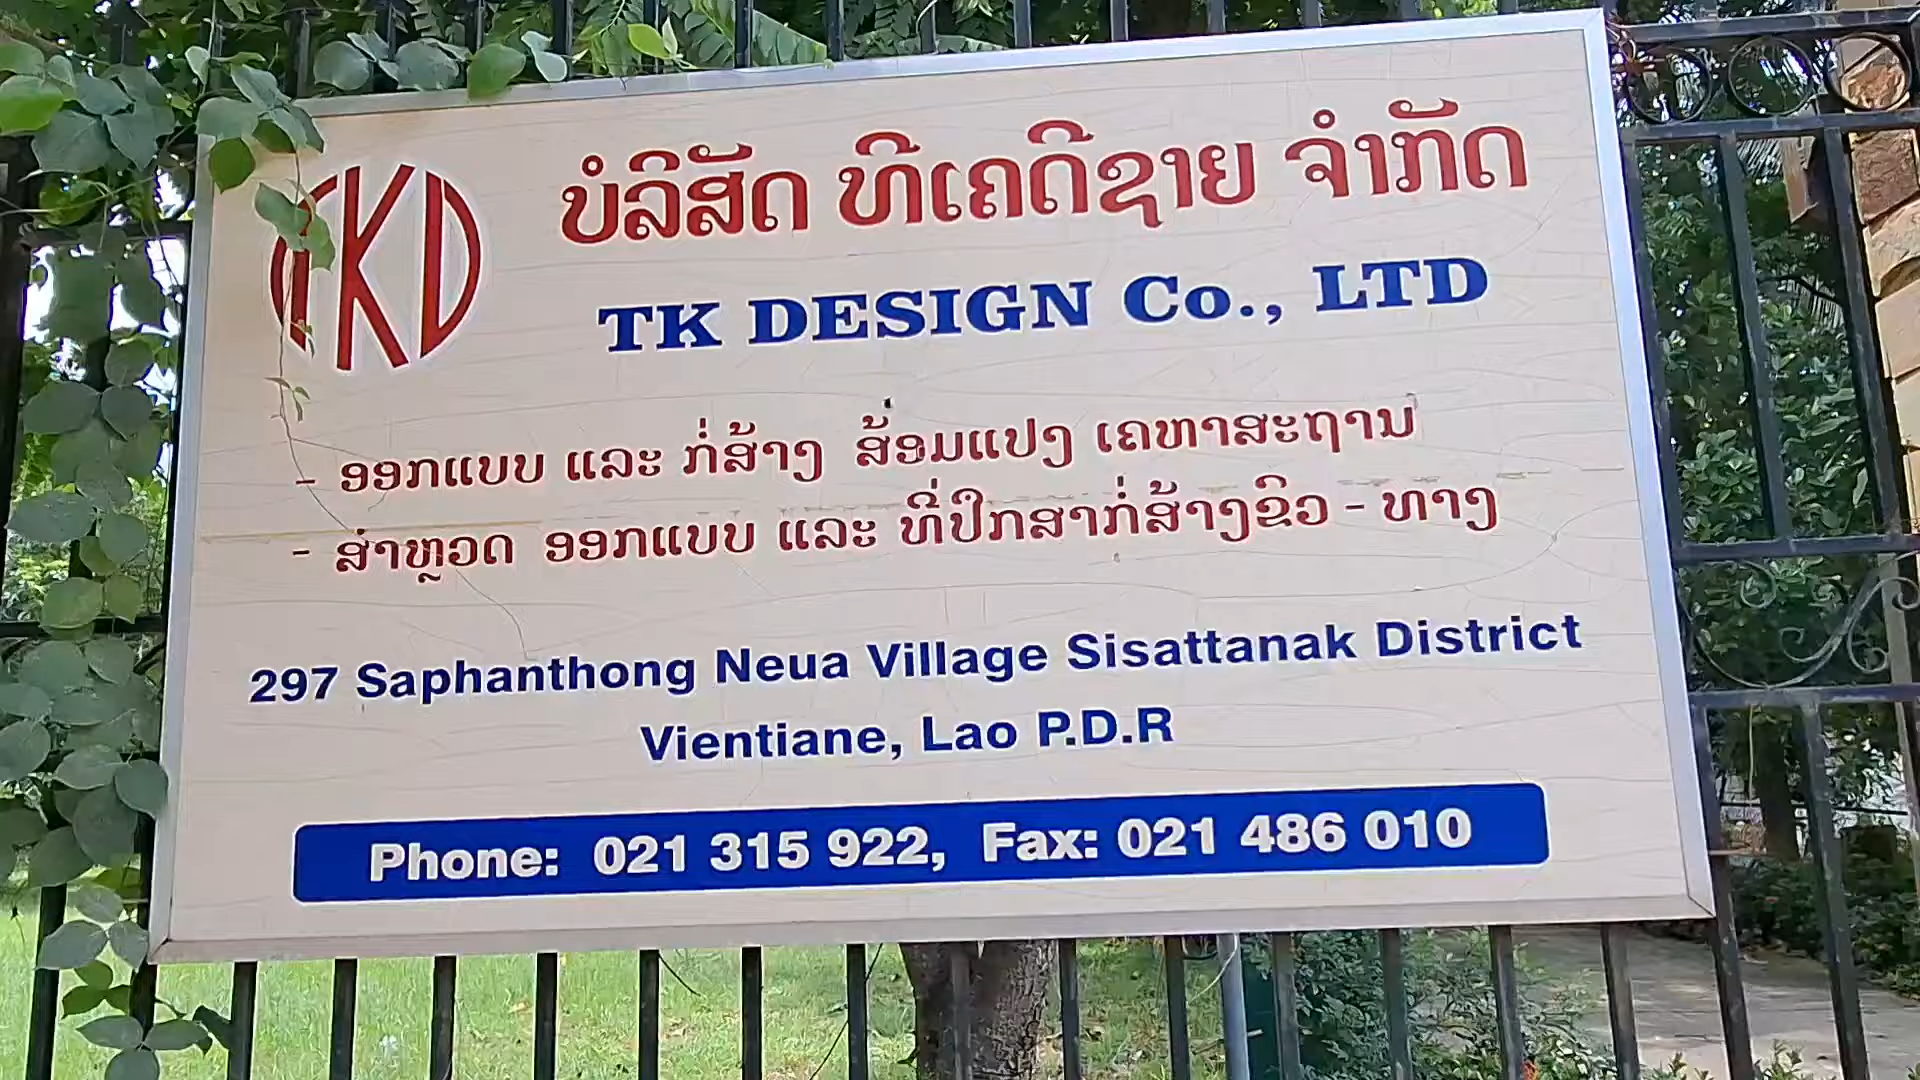 TKD
ບໍລິສັດ ທີເຄດີຊາຍ ຈຳກັດ
TK DESIGN Co., LTD
- ອອກແບບ ແລະ ກໍ່ສ້າງ ສ້ອມແປງ ເຄຫາສະຖານ
- ສຳຫຼວດ ອອກແບບ ແລະ ທີ່ປຶກສາກໍ່ສ້າງຂົວ - ທາງ
297 Saphanthong Neua Village Sisattanak District
Vientiane, Lao P.D.R
Phone: 021 315 922, Fax: 021 486 010